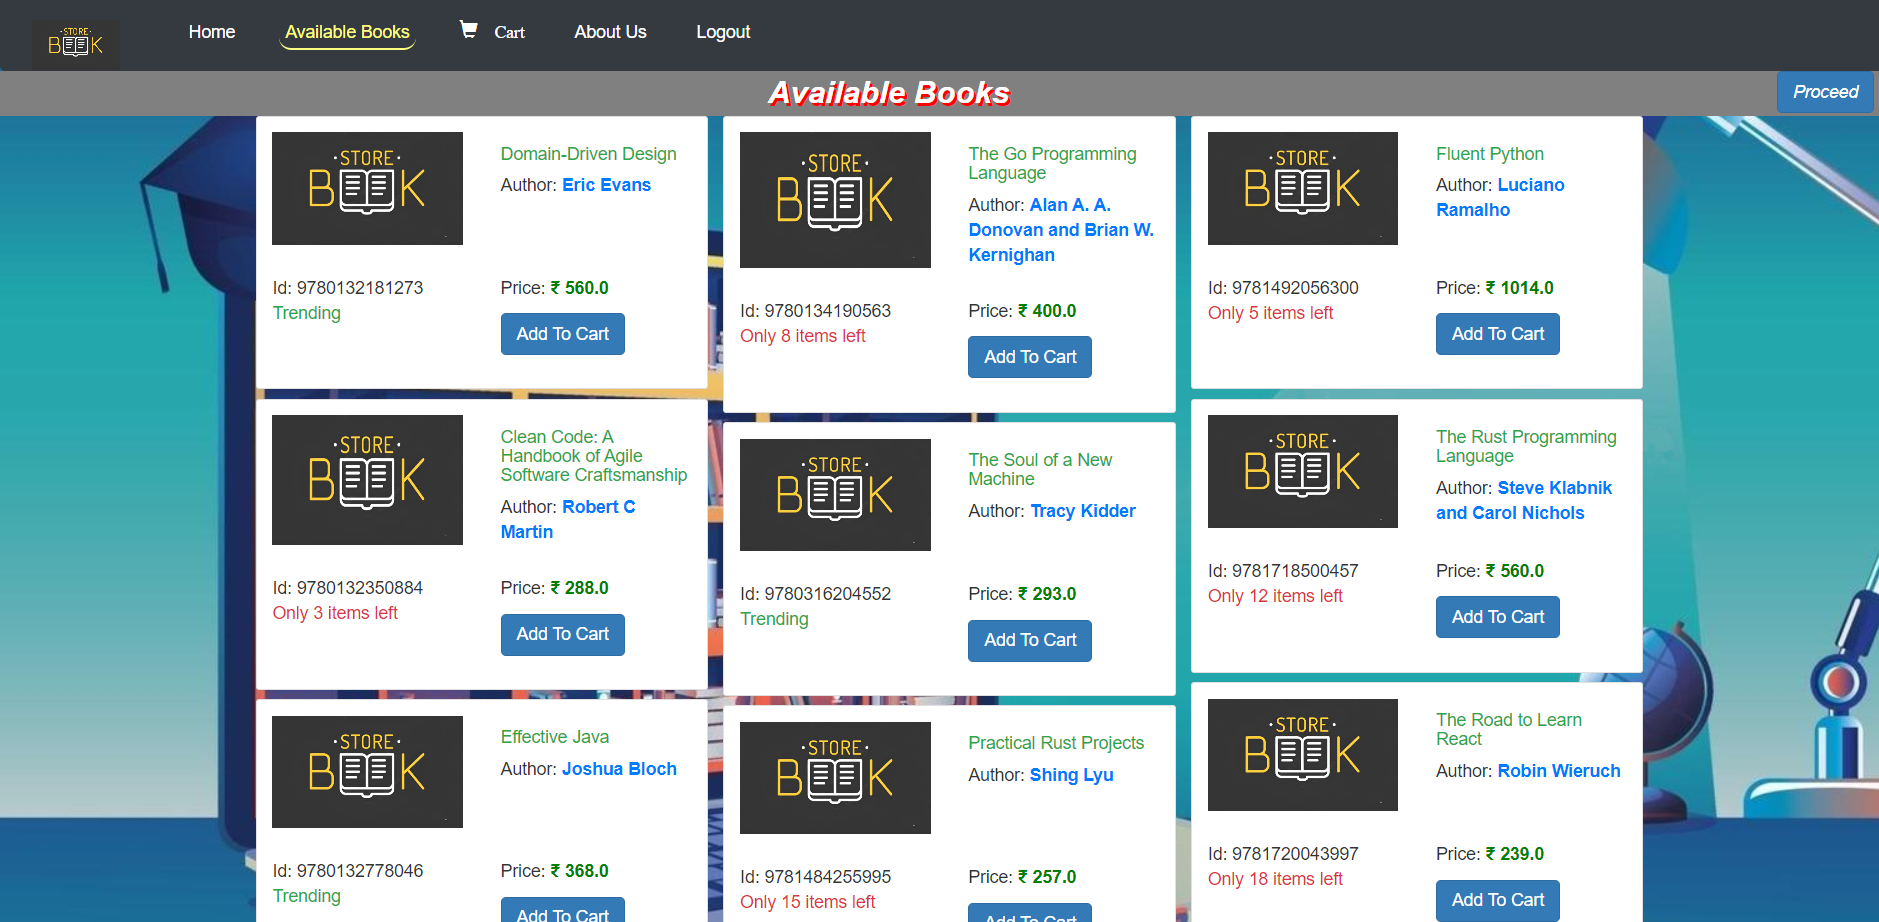 ·STORE·
BOOK
Home
Available Books
Cart
About Us
Logout
Available Books
Proceed
·STORE·
BOOK
Domain-Driven Design
Author: Eric Evans
Id: 9780132181273
Trending
Price: ₹ 560.0
Add To Cart
·STORE·
BOOK
The Go Programming
Language
Author: Alan A. A.
Donovan and Brian W.
Kernighan
Id: 9780134190563
Only 8 items left
Price: ₹ 400.0
Add To Cart
·STORE·
BOOK
Fluent Python
Author: Luciano
Ramalho
Id: 9781492056300
Only 5 items left
Price: ₹ 1014.0
Add To Cart
·STORE·
BOOK
Clean Code: A
Handbook of Agile
Software Craftsmanship
Author: Robert C
Martin
Id: 9780132350884
Only 3 items left
Price: ₹ 288.0
Add To Cart
·STORE·
BOOK
The Soul of a New
Machine
Author: Tracy Kidder
Id: 9780316204552
Trending
Price: ₹ 293.0
Add To Cart
·STORE·
BOOK
The Rust Programming
Language
Author: Steve Klabnik
and Carol Nichols
Id: 9781718500457
Only 12 items left
Price: ₹ 560.0
Add To Cart
·STORE·
BOOK
Effective Java
Author: Joshua Bloch
Id: 9780132778046
Trending
Price: ₹ 368.0
Add To Cart
·STORE·
BOOK
Practical Rust Projects
Author: Shing Lyu
Id: 9781484255995
Only 15 items left
Price: ₹ 257.0
Add To Cart
·STORE·
BOOK
The Road to Learn
React
Author: Robin Wieruch
Id: 9781720043997
Only 18 items left
Price: ₹ 239.0
Add To Cart